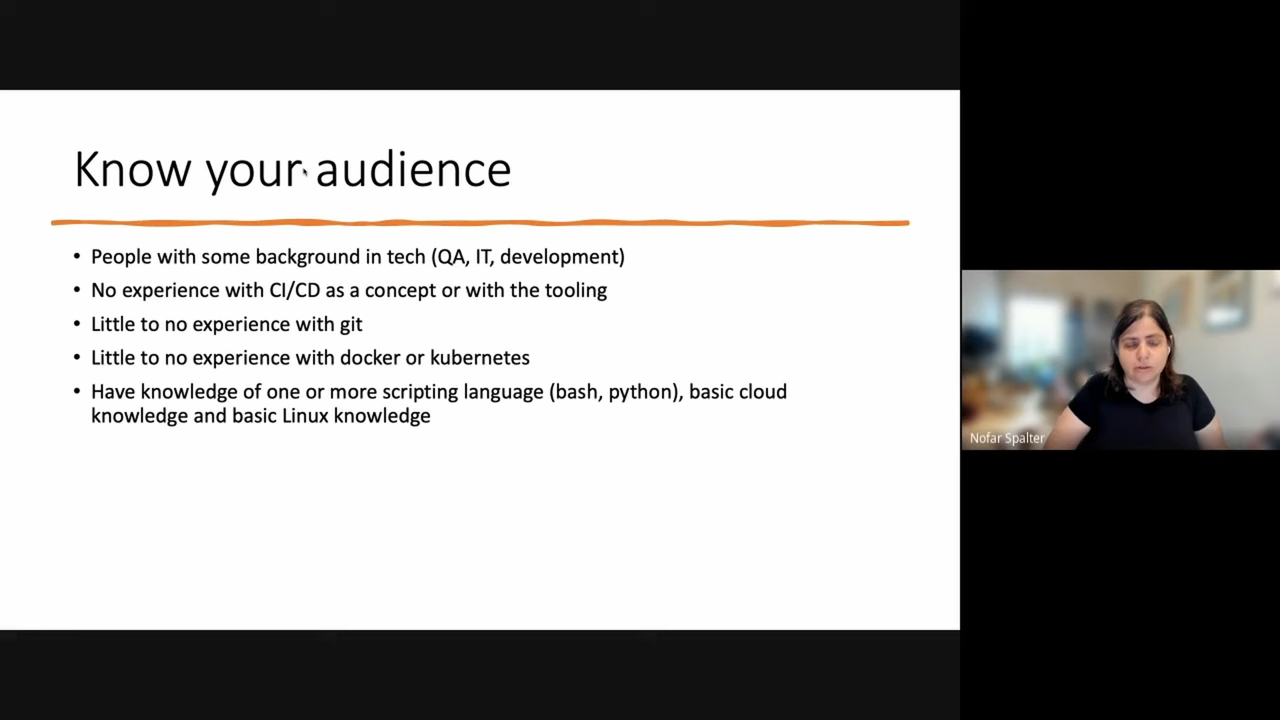 Know your audience
• People with some background in tech (QA, IT, development)
• No experience with CI/CD as a concept or with the tooling
• Little to no experience with git
• Little to no experience with docker or kubernetes
• Have knowledge of one or more scripting language (bash, python), basic cloud
knowledge and basic Linux knowledge
Nofar Spalter